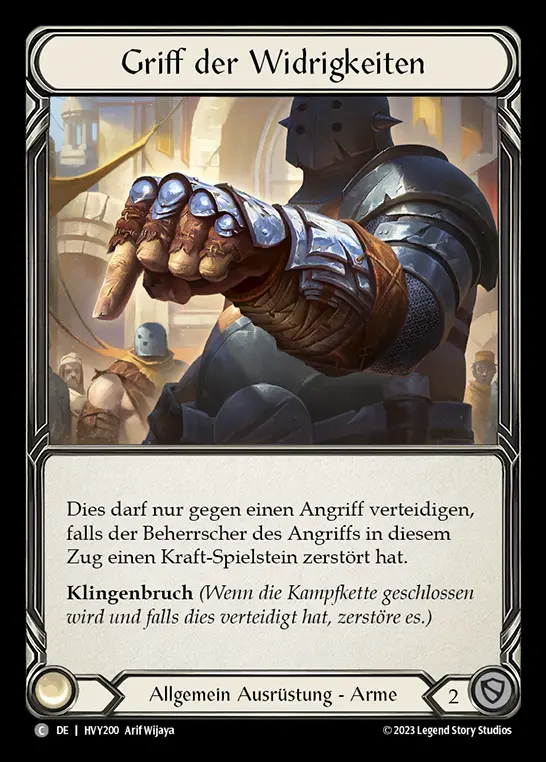 Griff der Widrigkeiten
Dies darf nur gegen einen Angriff verteidigen,
falls der Beherrscher des Angriffs in diesem
Zug einen Kraft-Spielstein zerstört hat.
Klingenbruch (Wenn die Kampfkette geschlossen
wird und falls dies verteidigt hat, zerstöre es.)
Allgemein Ausrüstung - Arme
2
C DE | HVY200 Arif Wijaya
© 2023 Legend Story Studios